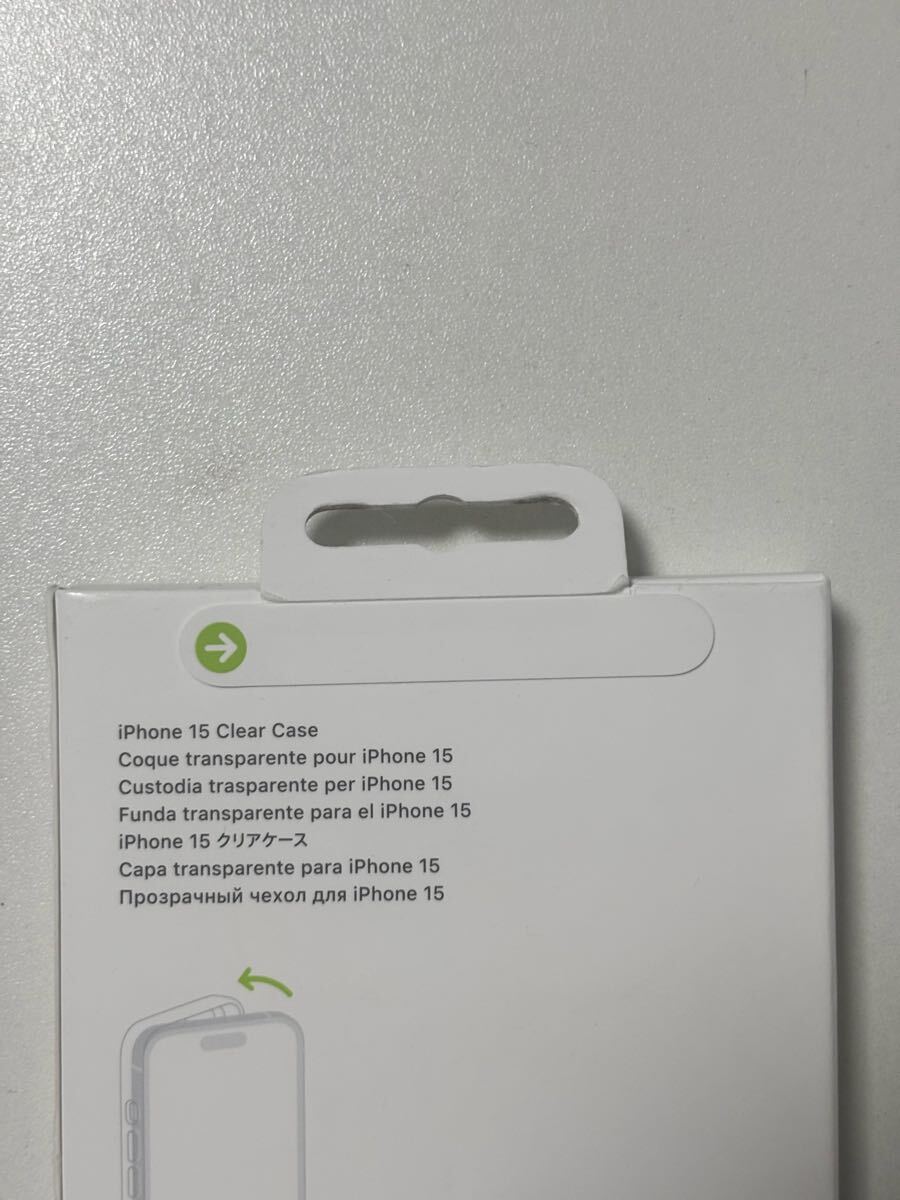 iPhone 15 Clear Case
Coque transparente pour iPhone 15
Custodia trasparente per iPhone 15
Funda transparente para el iPhone 15
iPhone 15 クリアケース
Capa transparente para iPhone 15
Прозрачный чехол для iPhone 15